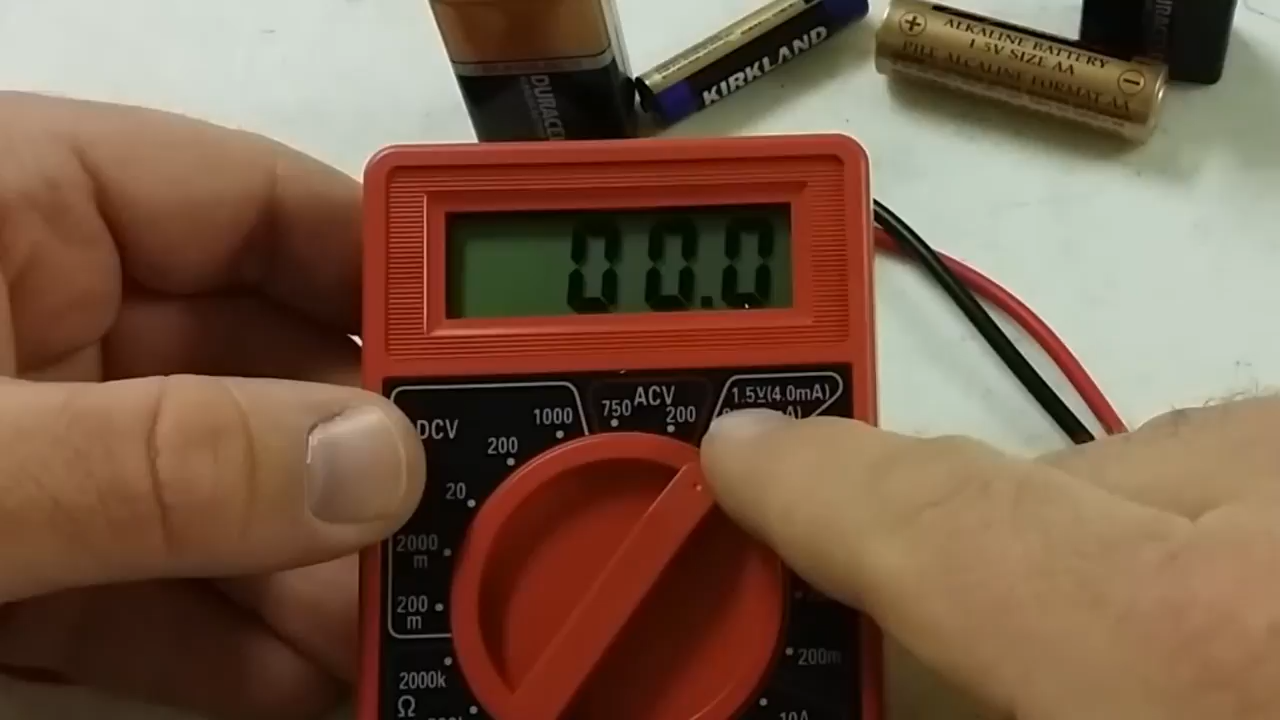 DURACELL
KIRKLAND
ALKALINE BATTERY
1.5V SIZE AA
PILE ALCALINE FORMAT AA
00.0
DCV
1000
200
20
2000
m
200
m
2000k
Ω
ACV
750
200
1.5V(4.0mA)
200m
10A